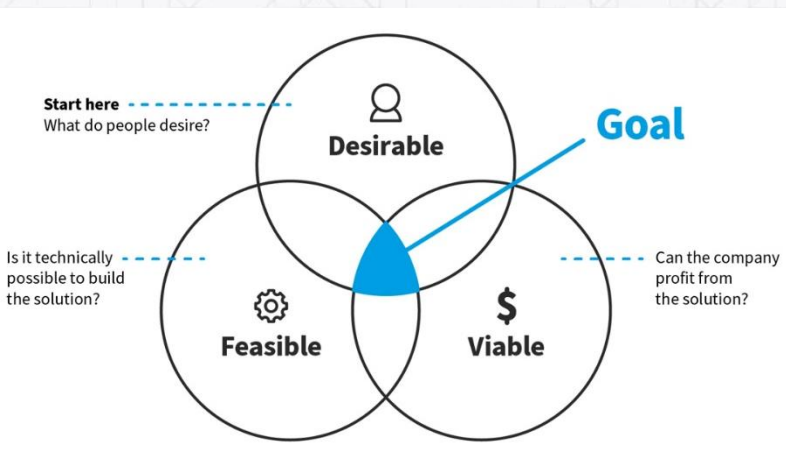 Start here
What do people desire?
Desirable
Goal
Is it technically
possible to build
the solution?
Feasible
$
Viable
Can the company
profit from
the solution?